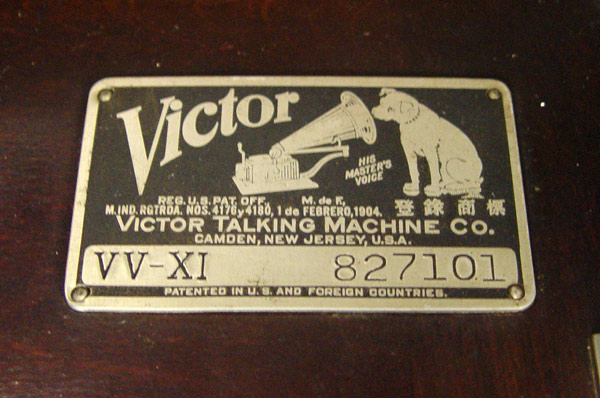 Victor
HIS
MASTER'S
VOICE
REG. U.S. PAT. OFF. M. de F.
M. IND. RGTRDA. NOS. 4176 y 4180, 1 de FEBRERO, 1904. 登錄商標
VICTOR TALKING MACHINE CO.
CAMDEN, NEW JERSEY, U.S.A.
VV-XI 827101
PATENTED IN U.S. AND FOREIGN COUNTRIES.